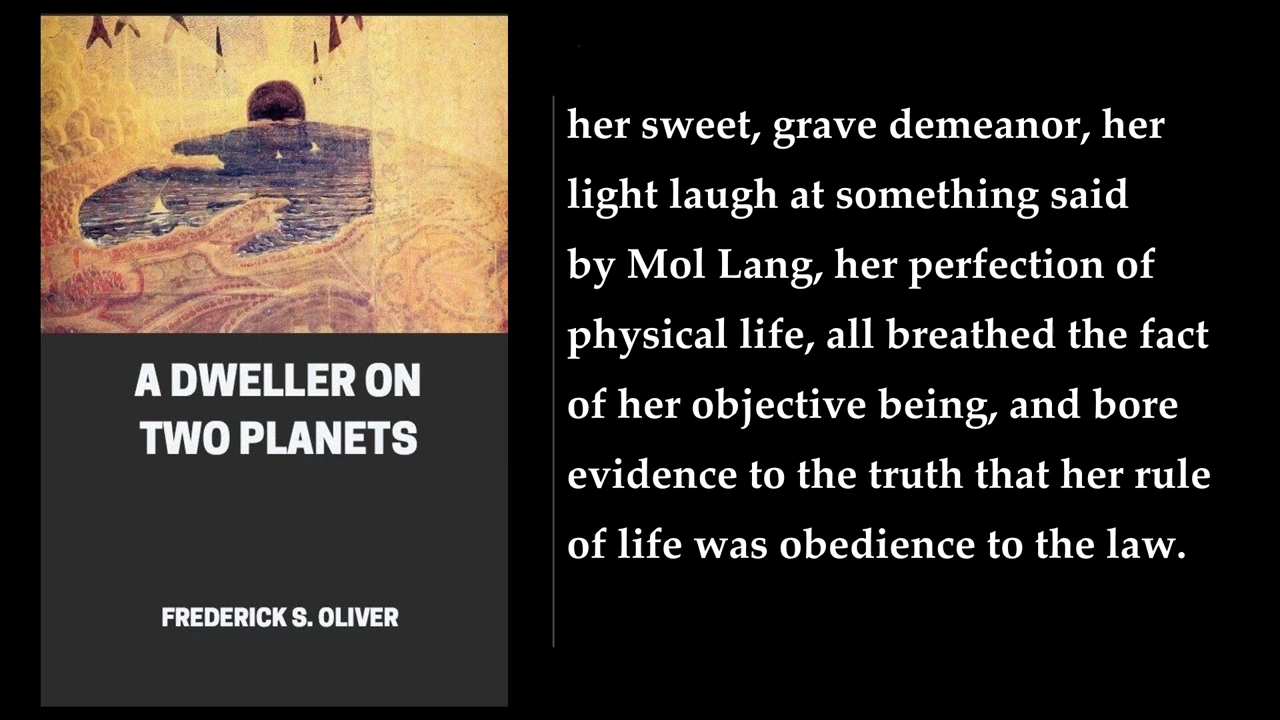 A DWELLER ON
TWO PLANETS
FREDERICK S. OLIVER
her sweet, grave demeanor, her
light laugh at something said
by Mol Lang, her perfection of
physical life, all breathed the fact
of her objective being, and bore
evidence to the truth that her rule
of life was obedience to the law.